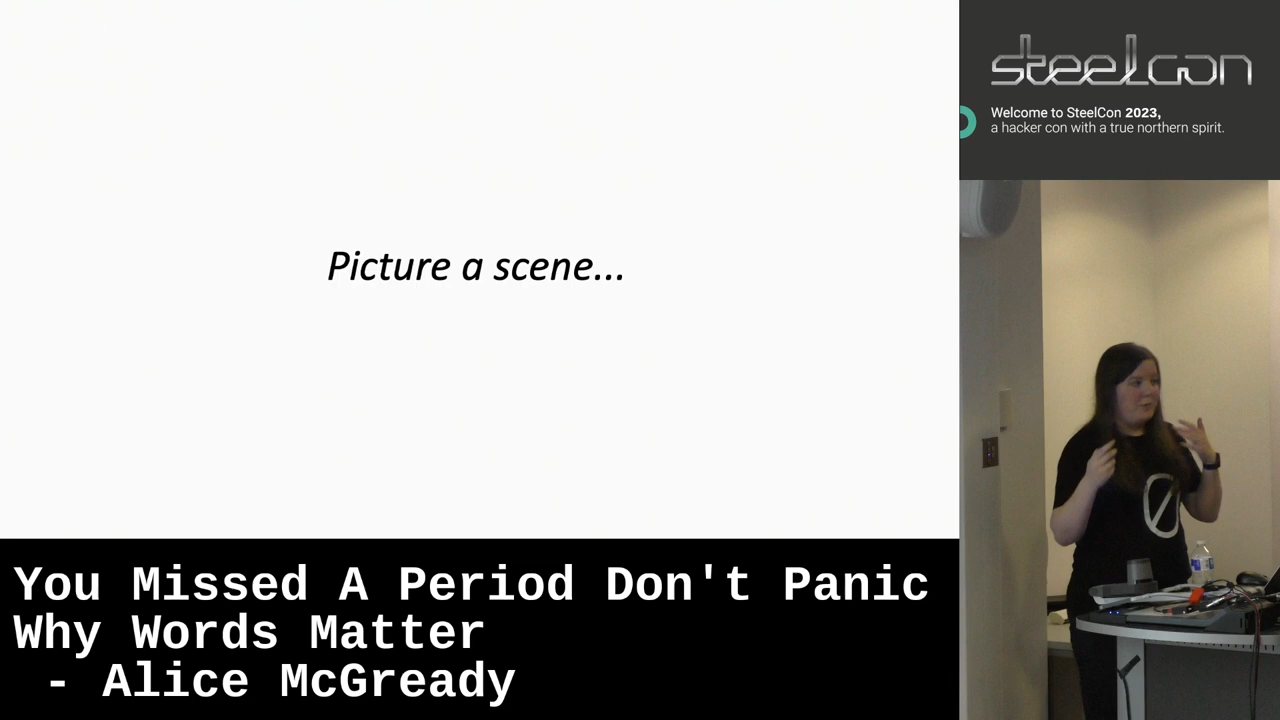 Picture a scene...
steelcon
Welcome to SteelCon 2023,
a hacker con with a true northern spirit.
You Missed A Period Don't Panic
Why Words Matter
- Alice McGready